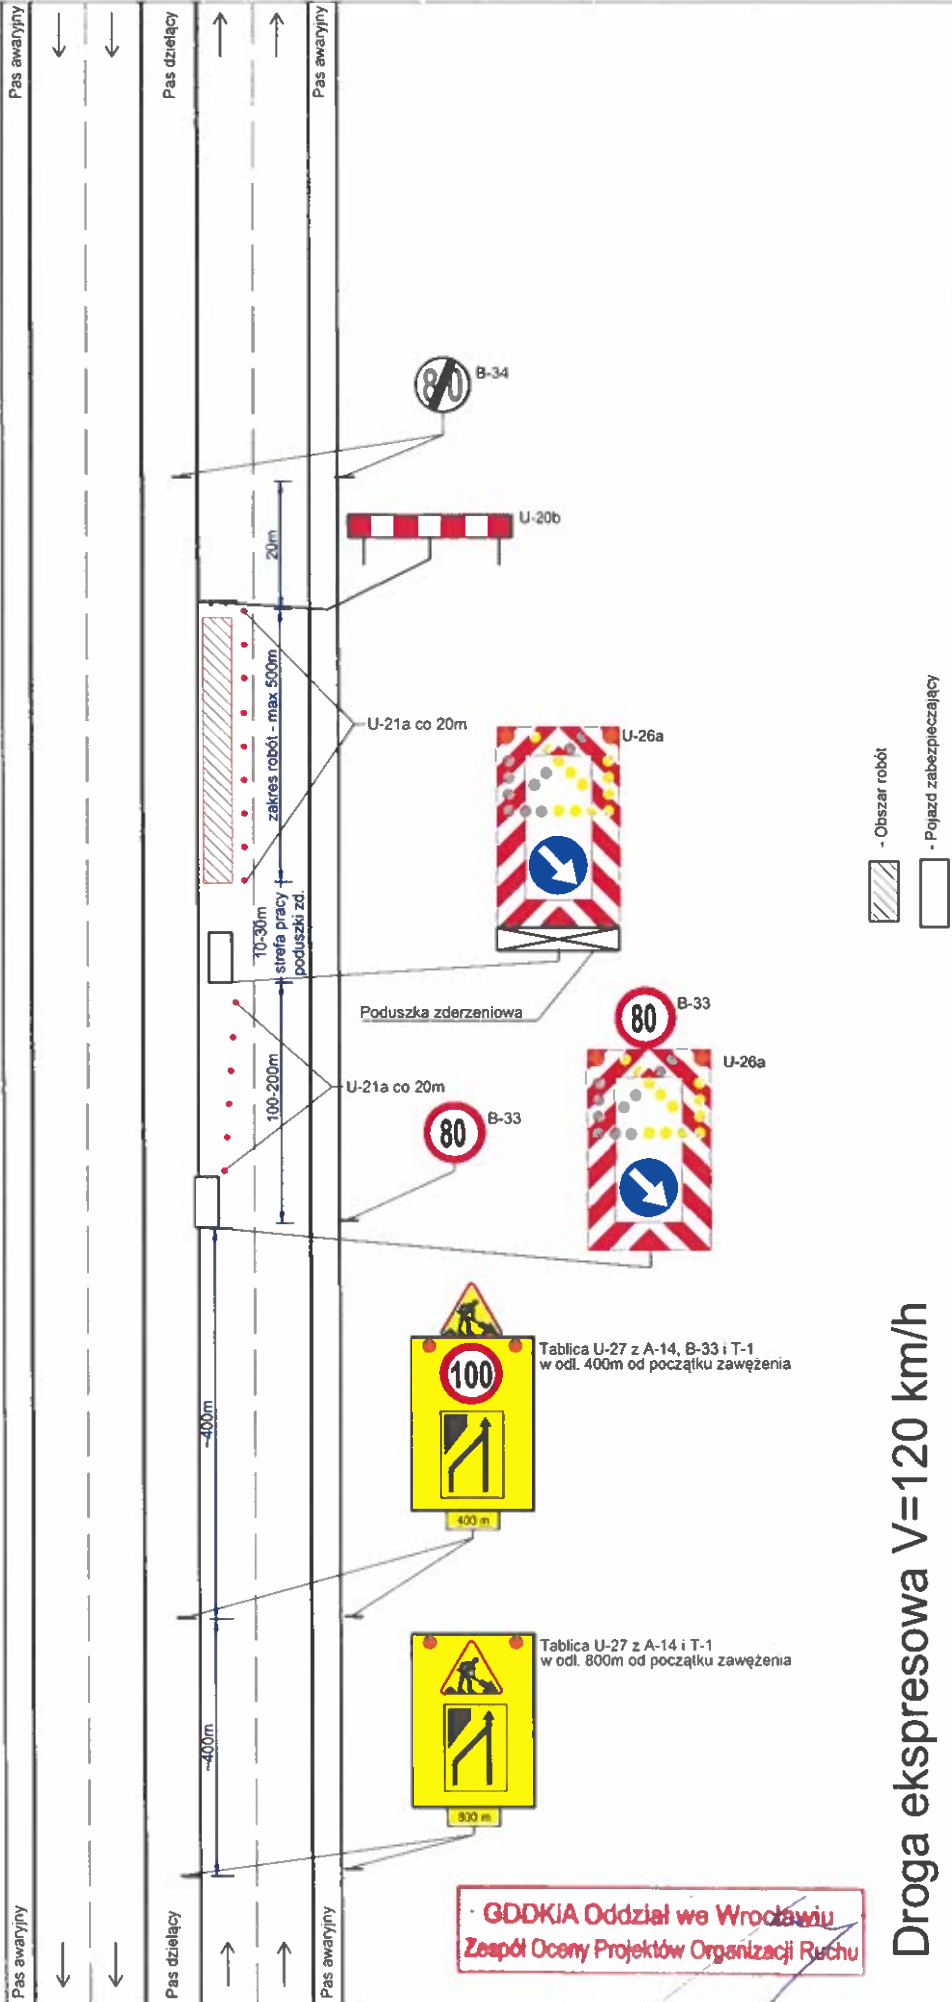 Pas awaryjny
Pas dzielący
Pas awaryjny
80
B-34
20m
U-20b
zakres robót - max 500m
U-21a co 20m
U-26a
10-30m
strefa pracy
poduszki zd.
Poduszka zderzeniowa
80
B-33
U-26a
100-200m
U-21a co 20m
80
B-33
~400m
100
400 m
Tablica U-27 z A-14, B-33 i T-1
w odl. 400m od początku zawężenia
~400m
800 m
Tablica U-27 z A-14 i T-1
w odl. 800m od początku zawężenia
Pas awaryjny
Pas dzielący
Pas awaryjny
- Obszar robót
- Pojazd zabezpieczający
Droga ekspresowa V=120 km/h
GDDKiA Oddział we Wrocławiu
Zespół Oceny Projektów Organizacji Ruchu